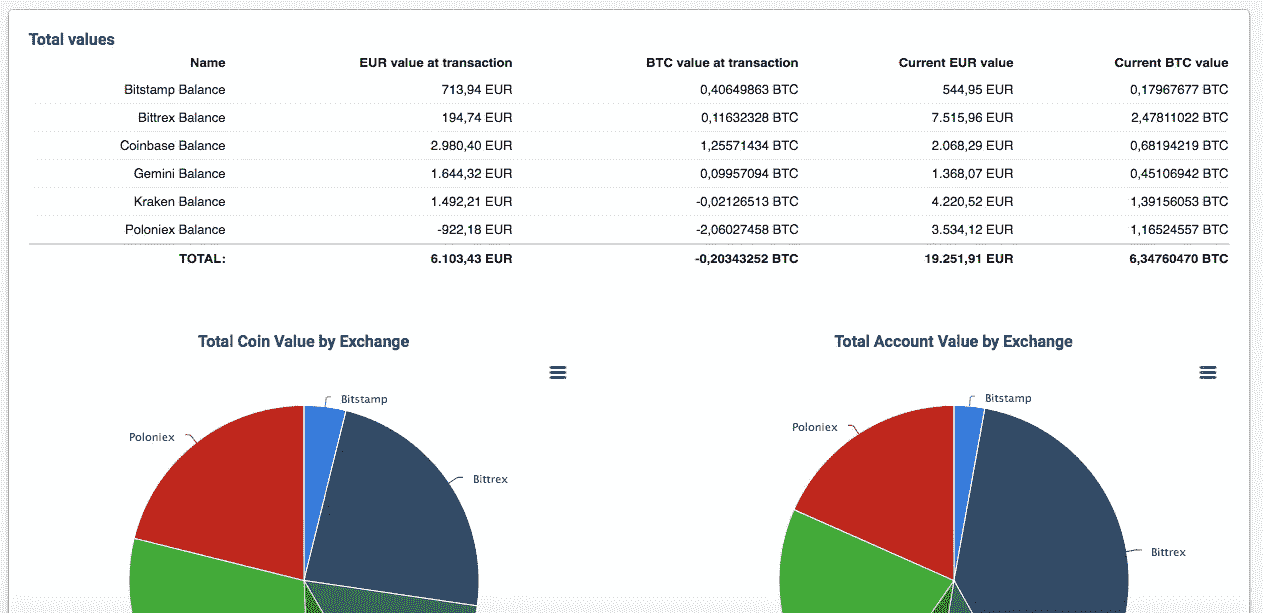 Total values
Name EUR value at transaction BTC value at transaction Current EUR value Current BTC value
Bitstamp Balance 713,94 EUR 0,40649863 BTC 544,95 EUR 0,17967677 BTC
Bittrex Balance 194,74 EUR 0,11632328 BTC 7.515,96 EUR 2,47811022 BTC
Coinbase Balance 2.980,40 EUR 1,25571434 BTC 2.068,29 EUR 0,68194219 BTC
Gemini Balance 1.644,32 EUR 0,09957094 BTC 1.368,07 EUR 0,45106942 BTC
Kraken Balance 1.492,21 EUR -0,02126513 BTC 4.220,52 EUR 1,39156053 BTC
Poloniex Balance -922,18 EUR -2,06027458 BTC 3.534,12 EUR 1,16524557 BTC
TOTAL: 6.103,43 EUR -0,20343252 BTC 19.251,91 EUR 6,34760470 BTC
Total Coin Value by Exchange
Bitstamp
Poloniex
Bittrex
Total Account Value by Exchange
Bitstamp
Poloniex
Bittrex